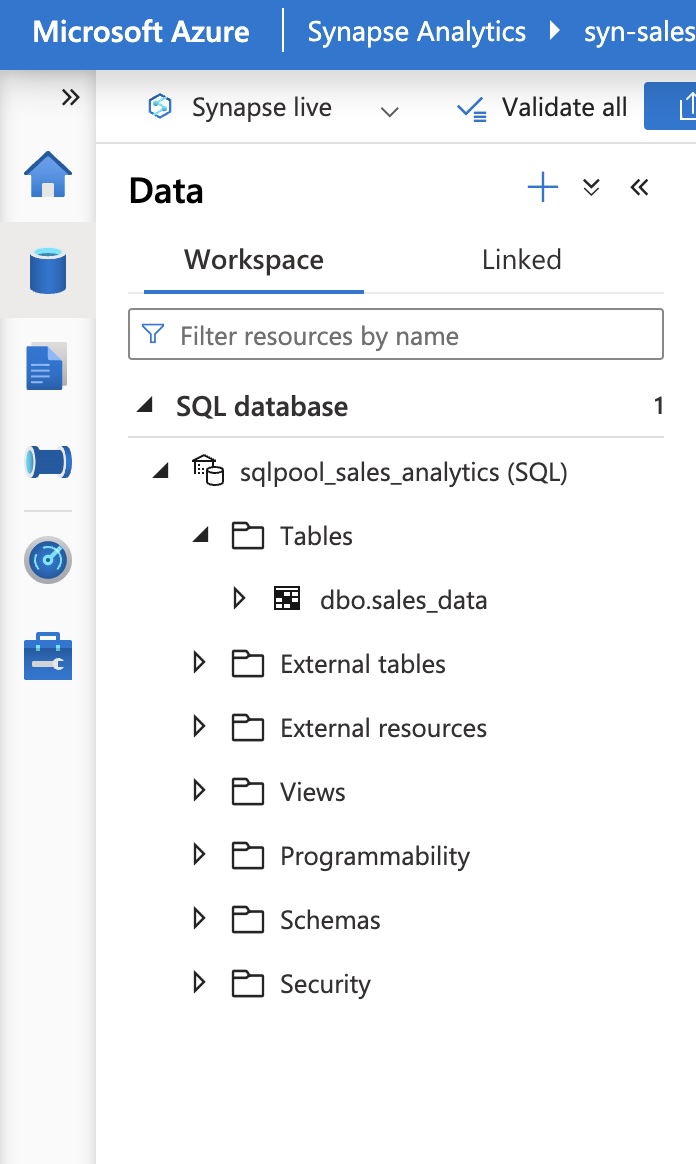 Microsoft Azure | Synapse Analytics ▶ syn-sales
Synapse live Validate all
Data
Workspace Linked
Filter resources by name
SQL database 1
sqlpool_sales_analytics (SQL)
Tables
dbo.sales_data
External tables
External resources
Views
Programmability
Schemas
Security